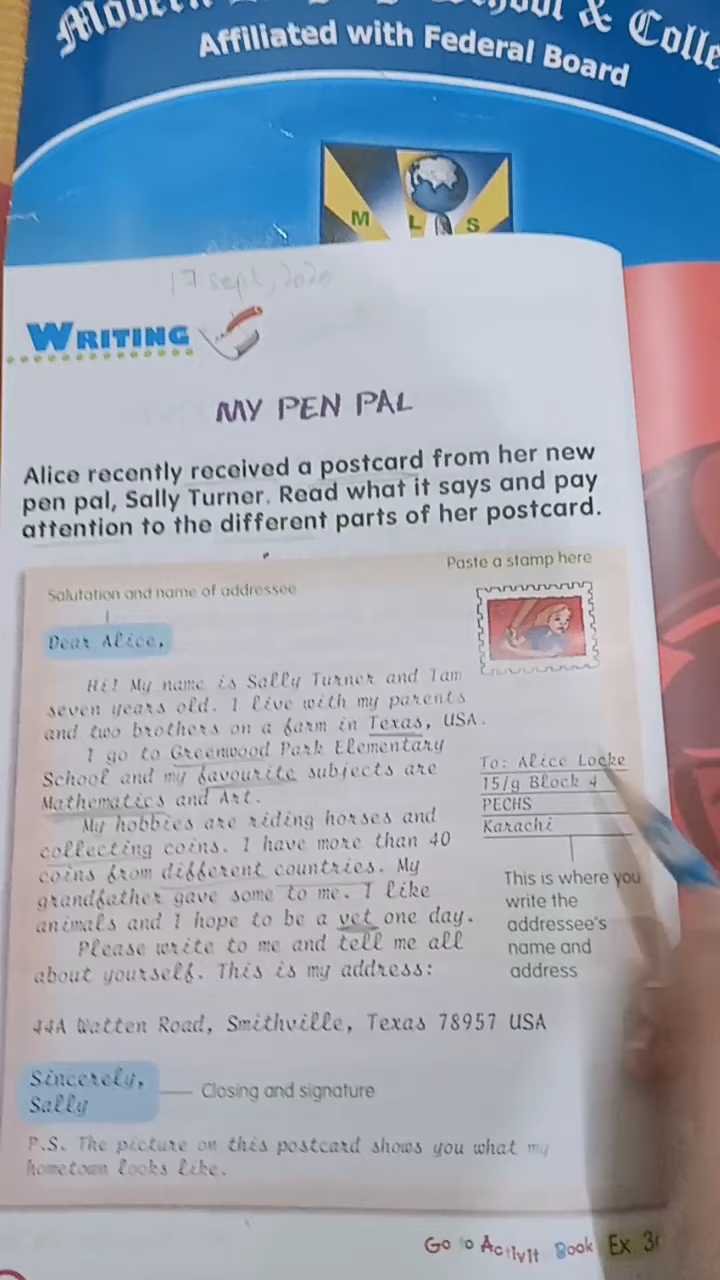 & Colle
Affiliated with Federal Board
M L S
17 sept, 2020
WRITING
MY PEN PAL
Alice recently received a postcard from her new
pen pal, Sally Turner. Read what it says and pay
attention to the different parts of her postcard.
Paste a stamp here
Salutation and name of addressee
Dear Alice,
Hi! My name is Sally Turner and I am
seven years old. I live with my parents
and two brothers on a farm in Texas, USA.
I go to Greenwood Park Elementary
School and my favourite subjects are
Mathematics and Art.
My hobbies are riding horses and
collecting coins. I have more than 40
coins from different countries. My
grandfather gave some to me. I like
animals and I hope to be a vet one day.
Please write to me and tell me all
about yourself. This is my address:
44A Watten Road, Smithville, Texas 78957 USA
To: Alice Locke
15/g Block 4
PECHS
Karachi
This is where you
write the
addressee's
name and
address
Sincerely,
Sally
Closing and signature
P.S. The picture on this postcard shows you what my
hometown looks like.
Go to Activit Book Ex 3